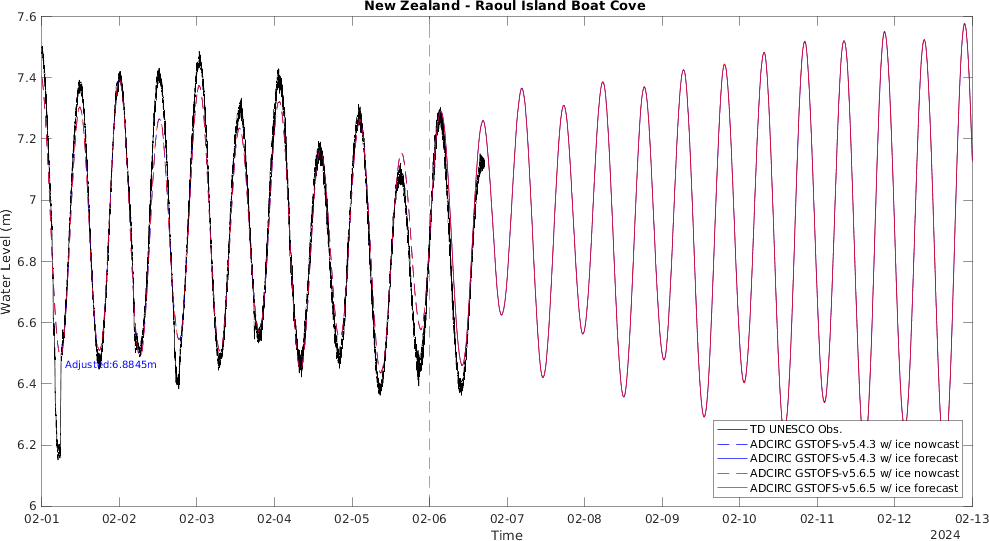 New Zealand - Raoul Island Boat Cove
7.6
7.4
7.2
7
6.8
6.6
6.4
6.2
6
Water Level (m)
Adjusted:6.8845m
TD UNESCO Obs.
ADCIRC GSTOFS-v5.4.3 w/ ice nowcast
ADCIRC GSTOFS-v5.4.3 w/ ice forecast
ADCIRC GSTOFS-v5.6.5 w/ ice nowcast
ADCIRC GSTOFS-v5.6.5 w/ ice forecast
02-01 02-02 02-03 02-04 02-05 02-06 02-07 02-08 02-09 02-10 02-11 02-12 02-13
Time
2024